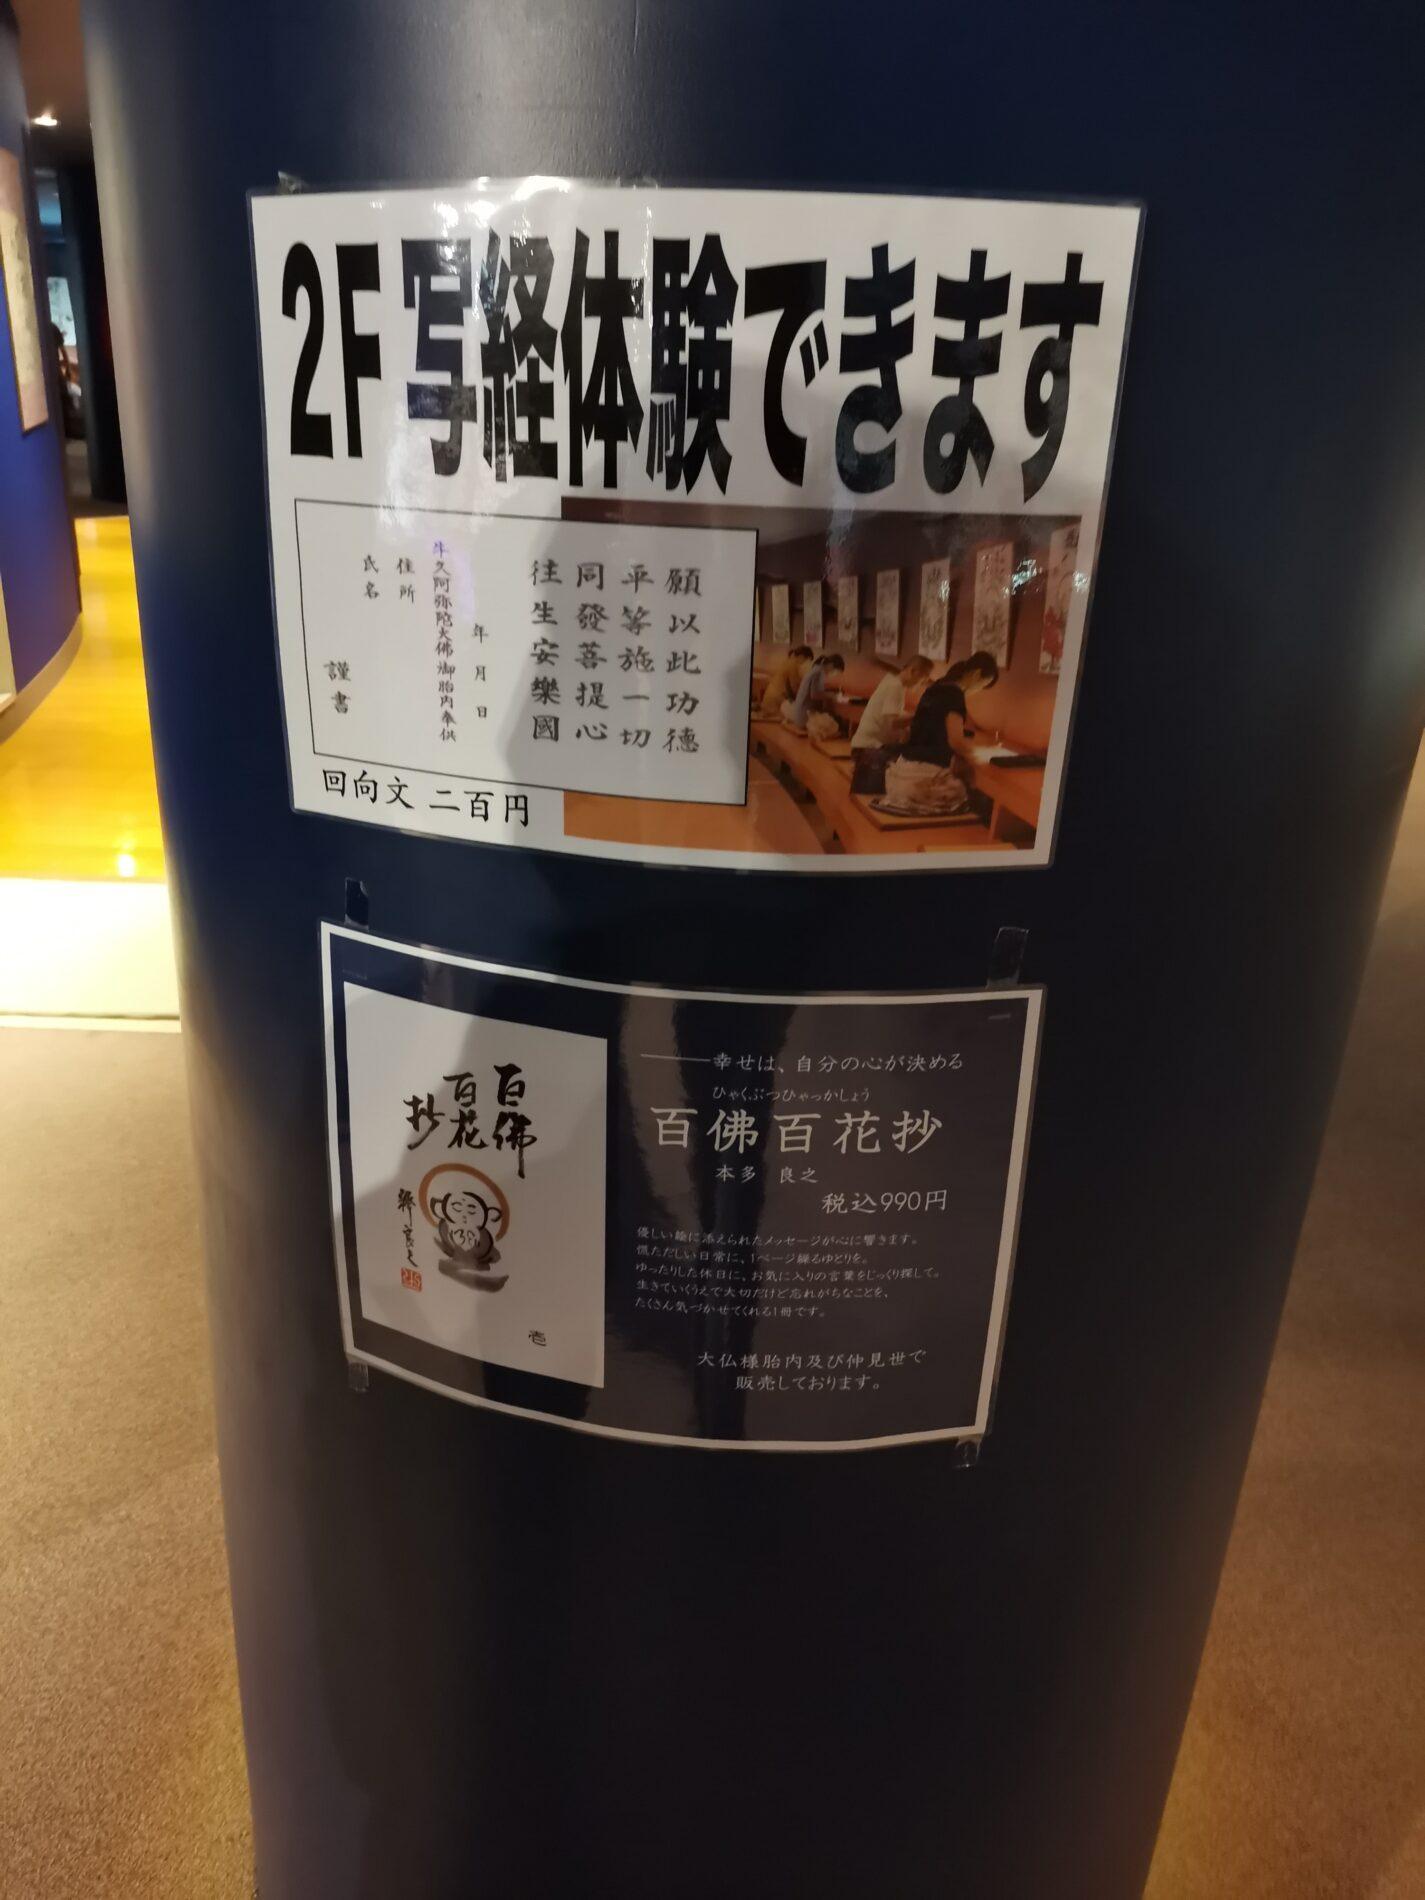 2F 写経体験できます
願以此功德
平等施一切
同發菩提心
往生安樂國
年 月 日
牛久阿弥陀大佛御胎内奉供
住所
氏名
謹書
回向文 二百円
百佛
百花
抄
壱
――幸せは、自分の心が決める
ひゃくぶつひゃっかしょう
百佛百花抄
本多 良之
税込990円
優しい絵に添えられたメッセージが心に響きます。
慌ただしい日常に、1ページ繰るゆとりを。
ゆったりした休日に、お気に入りの言葉をじっくり探して。
生きていくうえで大切だけど忘れがちなことを、
たくさん気づかせてくれる1冊です。
大仏様胎内及び仲見世で
販売しております。